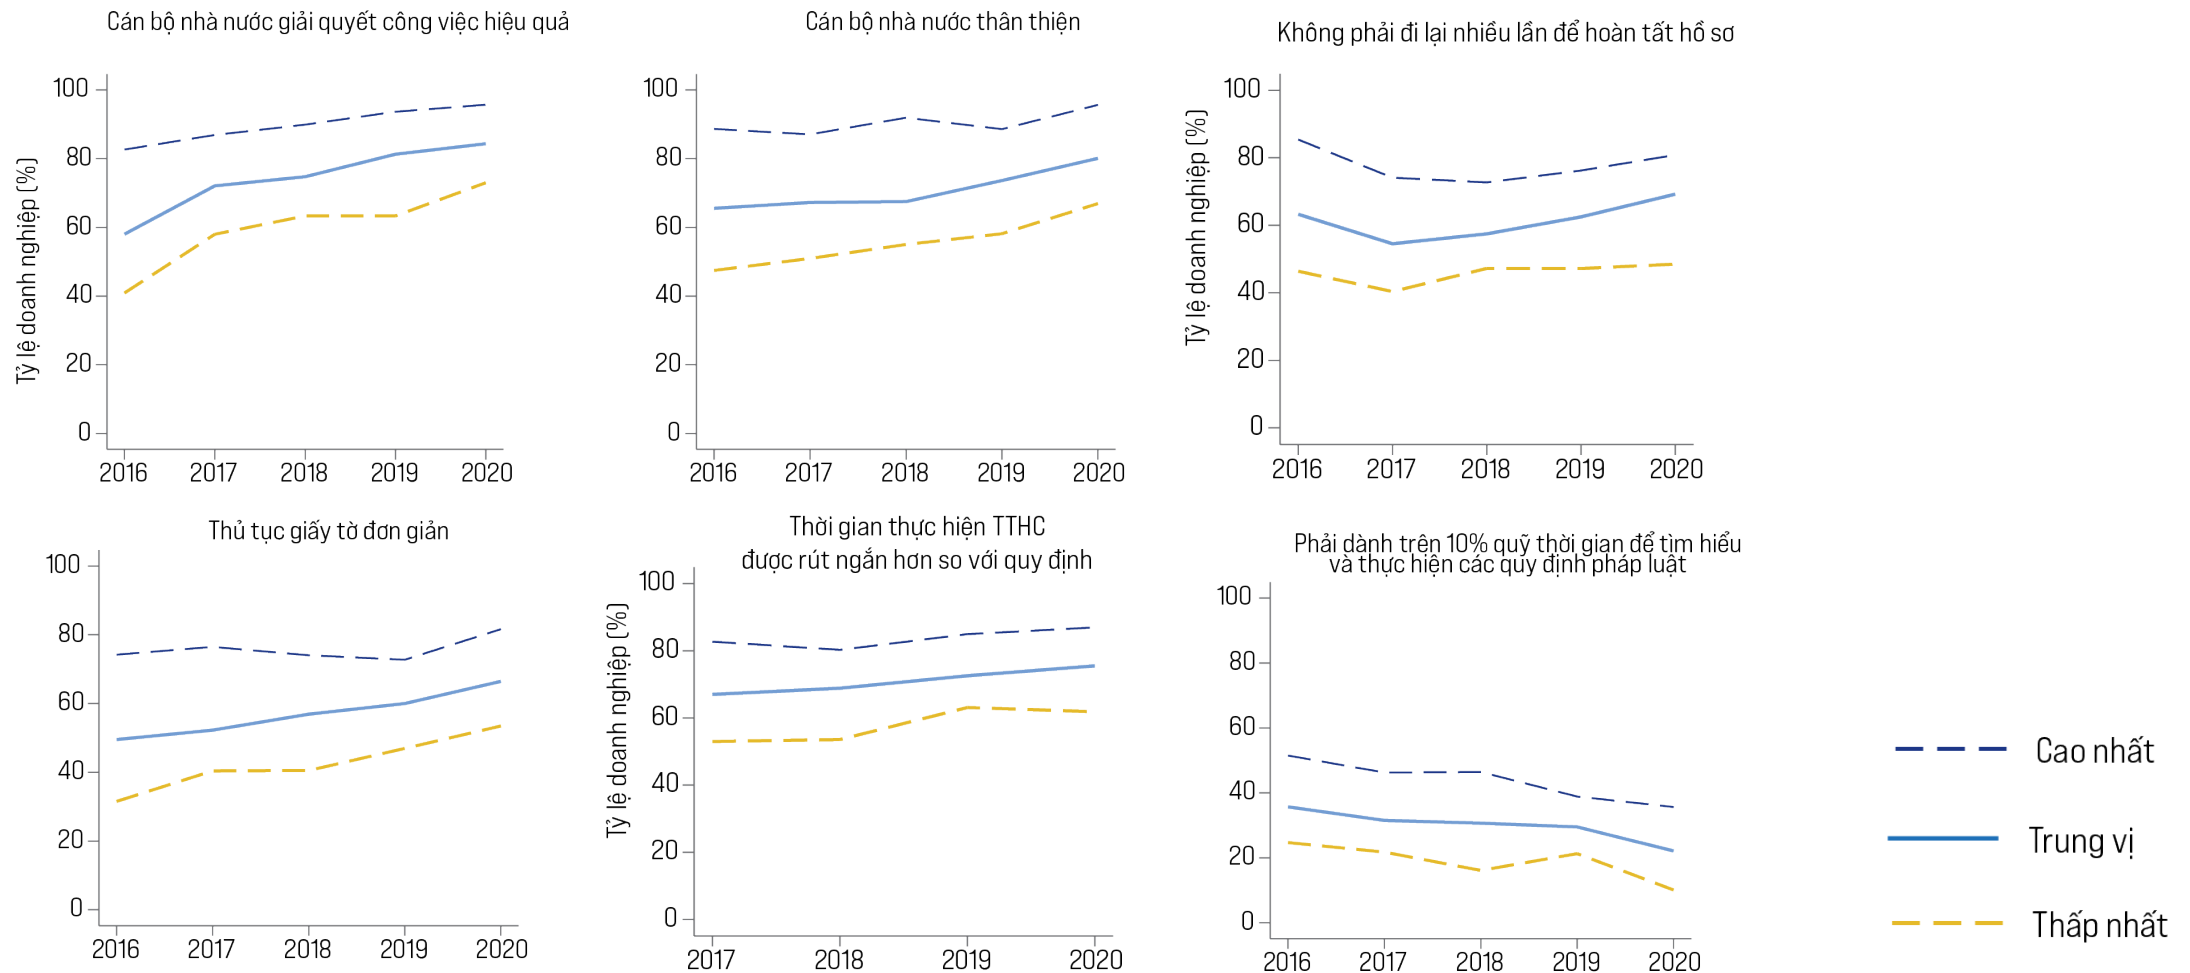 Cán bộ nhà nước giải quyết công việc hiệu quả
Tỷ lệ doanh nghiệp (%)
100
80
60
40
20
0
2016 2017 2018 2019 2020
Cán bộ nhà nước thân thiện
100
80
60
40
20
0
2016 2017 2018 2019 2020
Không phải đi lại nhiều lần để hoàn tất hồ sơ
Tỷ lệ doanh nghiệp (%)
100
80
60
40
20
0
2016 2017 2018 2019 2020
Thủ tục giấy tờ đơn giản
100
80
60
40
20
0
2016 2017 2018 2019 2020
Thời gian thực hiện TTHC
được rút ngắn hơn so với quy định
Tỷ lệ doanh nghiệp (%)
100
80
60
40
20
0
2017 2018 2019 2020
Phải dành trên 10% quỹ thời gian để tìm hiểu
và thực hiện các quy định pháp luật
100
80
60
40
20
0
2016 2017 2018 2019 2020
Cao nhất
Trung vị
Thấp nhất